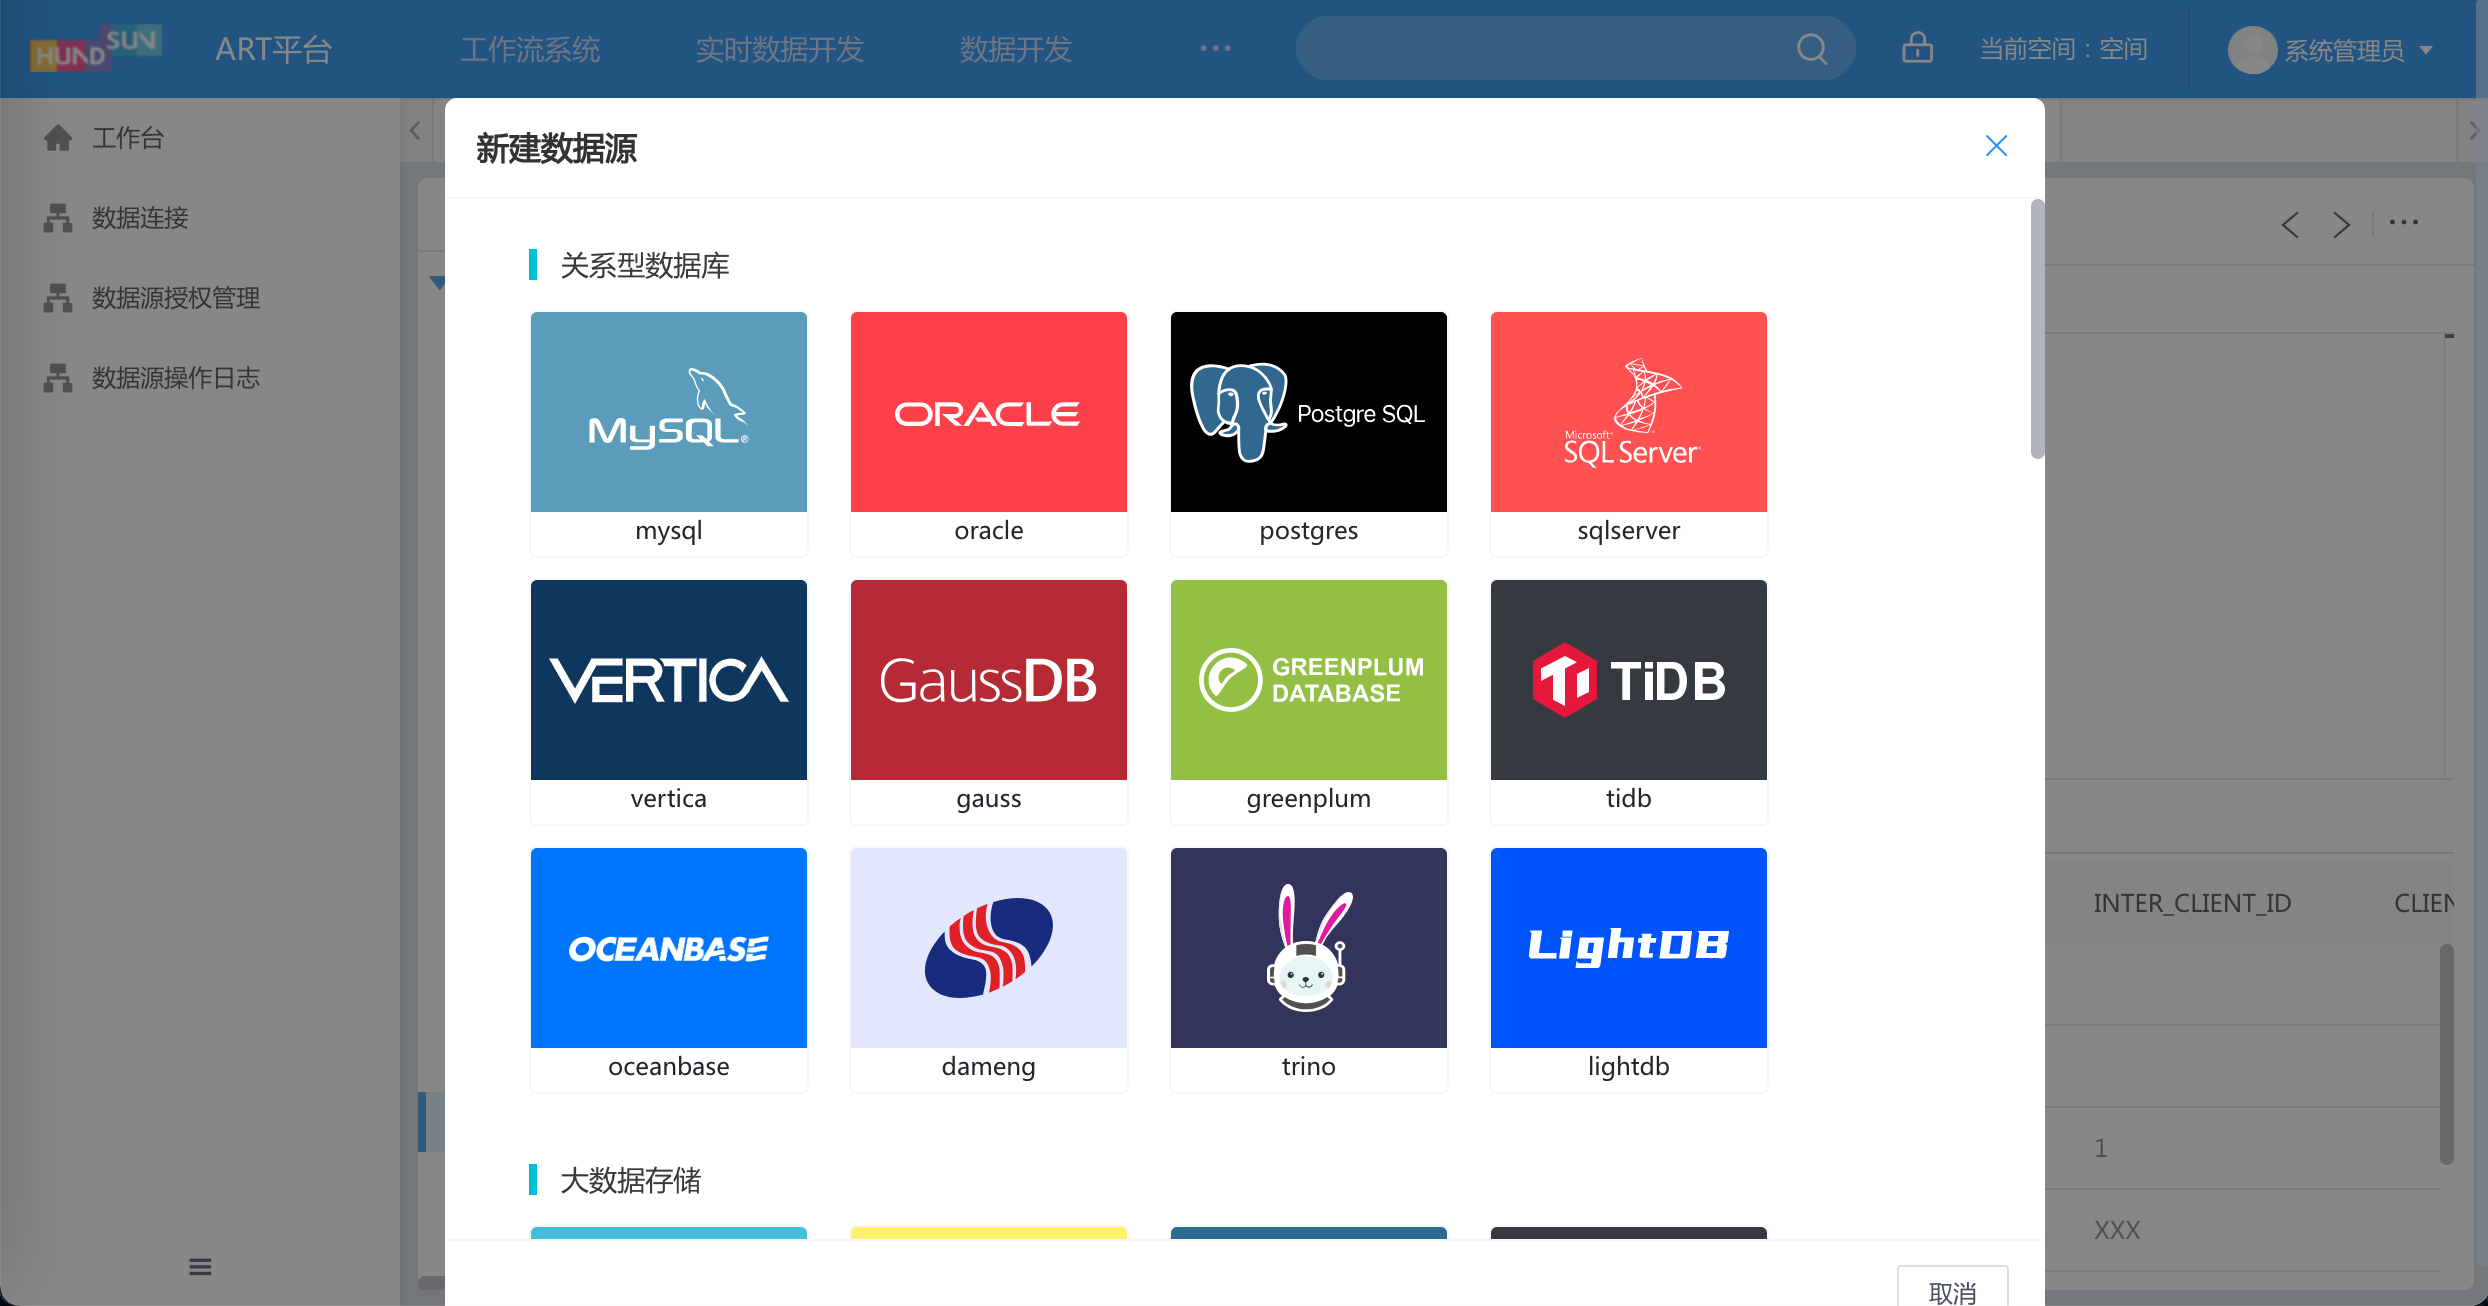 HUNDSUN
ART平台
工作流系统
实时数据开发
数据开发
···
当前空间：空间
系统管理员
工作台
数据连接
数据源授权管理
数据源操作日志
新建数据源
关系型数据库
MySQL®
ORACLE
Postgre SQL
Microsoft®
SQL Server
mysql
oracle
postgres
sqlserver
VERTICA
GaussDB
GREENPLUM
DATABASE
TiDB
vertica
gauss
greenplum
tidb
OCEANBASE
LightDB
oceanbase
dameng
trino
lightdb
大数据存储
取消
INTER_CLIENT_ID
CLIEN
1
XXX